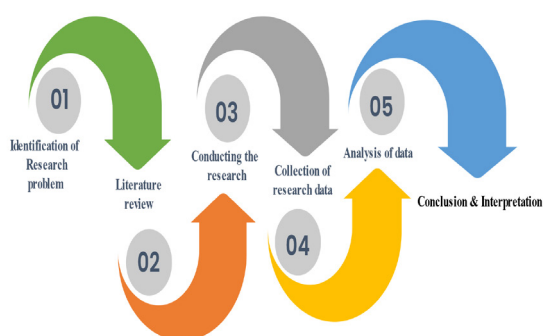 01
Identification of
Research
problem
Literature
review
02
03
Conducting the
research
Collection of
research data
04
05
Analysis of data
Conclusion & Interpretation